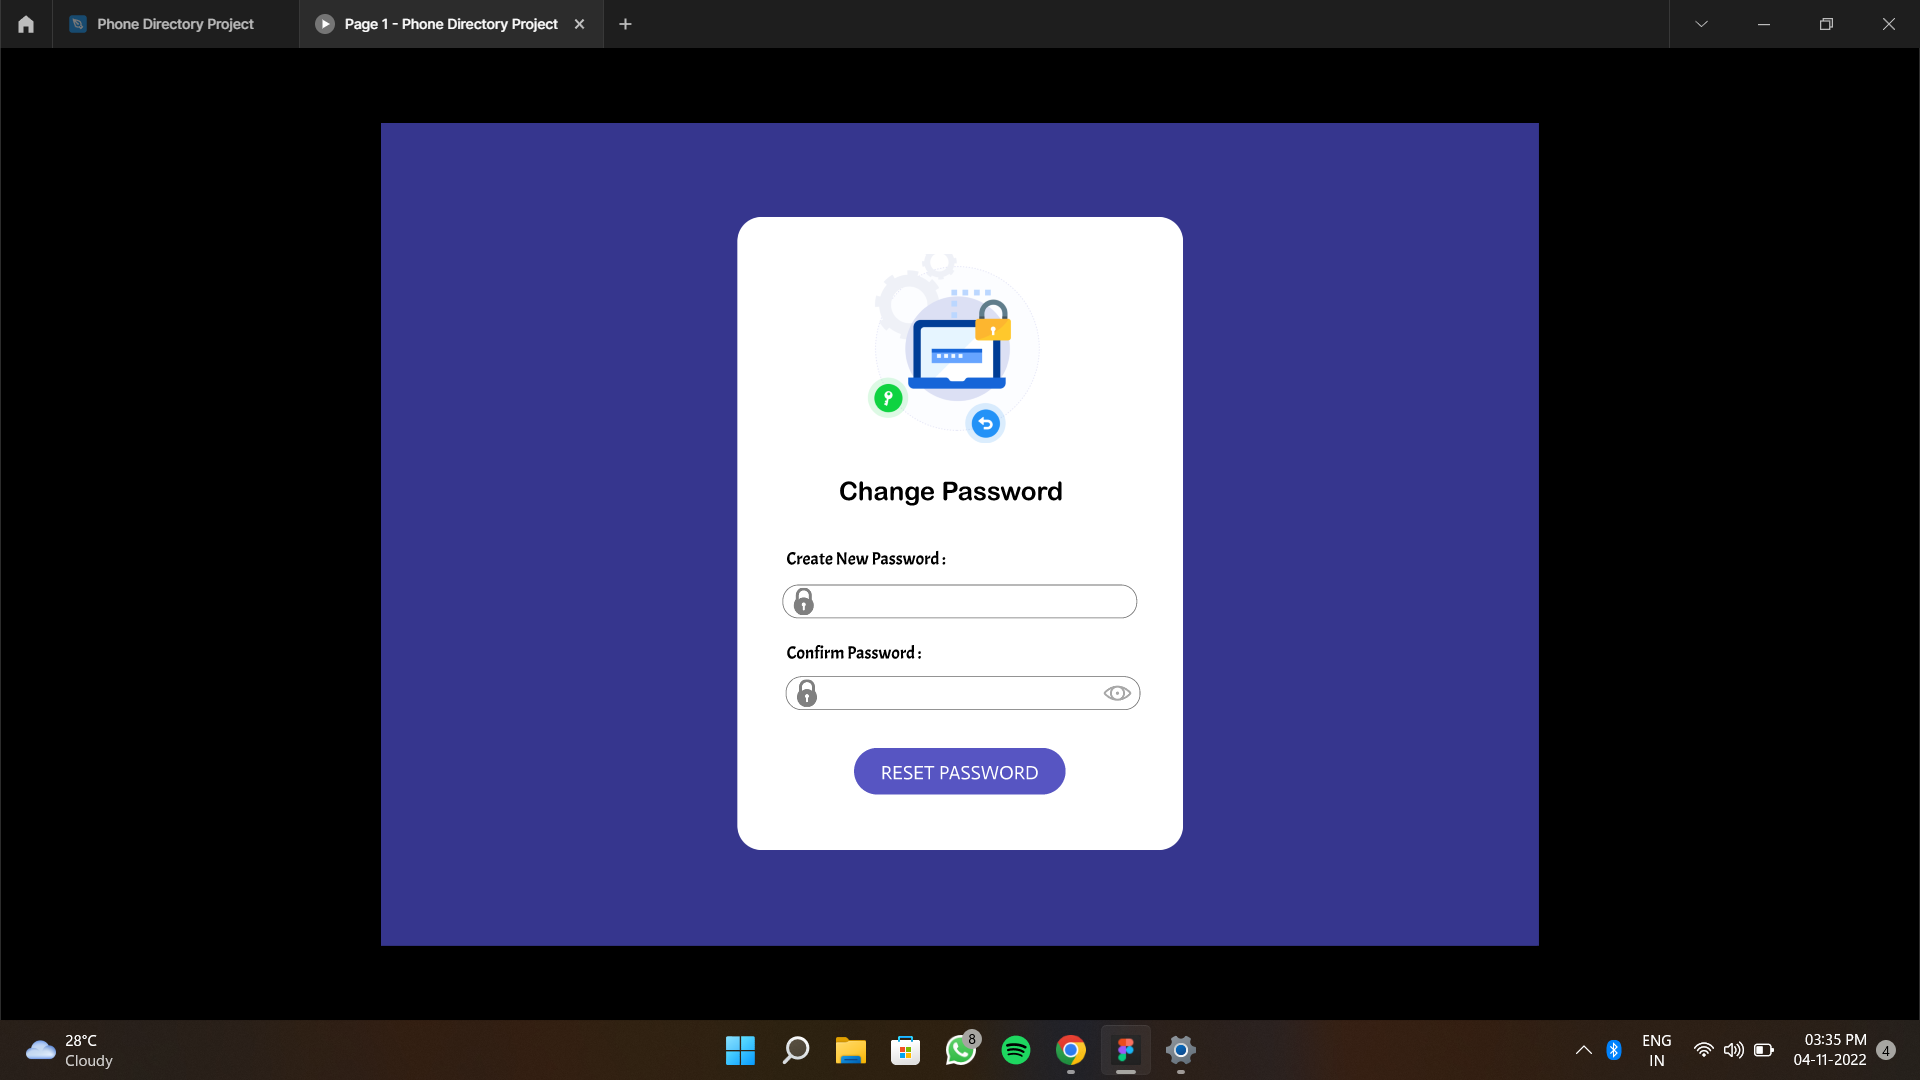 Phone Directory Project
Page 1 - Phone Directory Project
Change Password
Create New Password :
Confirm Password :
RESET PASSWORD
28°C
Cloudy
8
ENG
IN
03:35 PM
04-11-2022
4